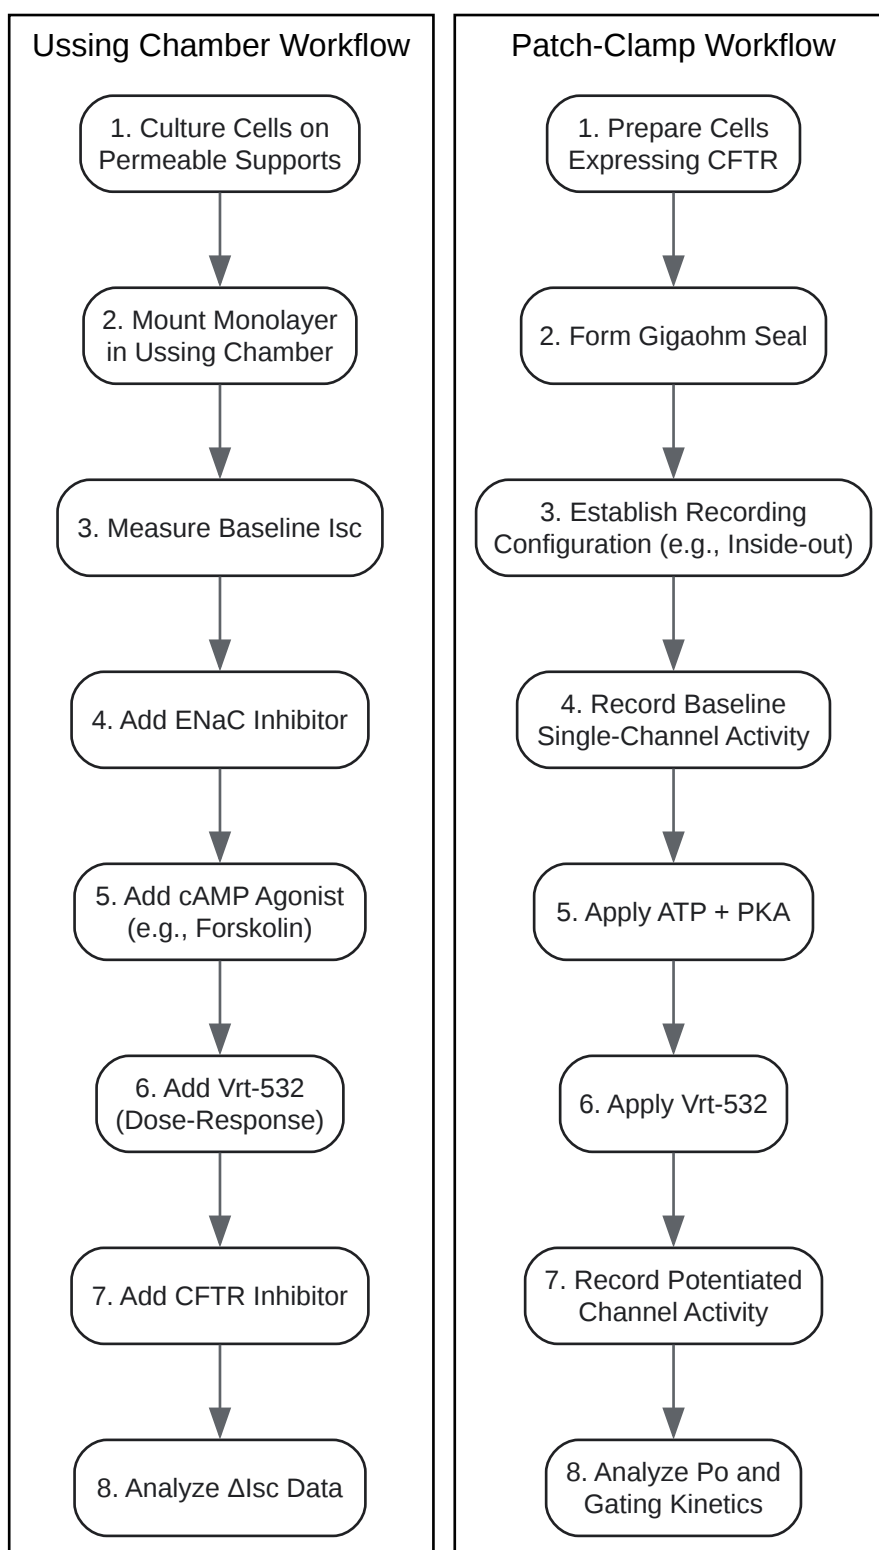 Ussing Chamber Workflow
1. Culture Cells on
Permeable Supports
2. Mount Monolayer
in Ussing Chamber
3. Measure Baseline Isc
4. Add ENaC Inhibitor
5. Add cAMP Agonist
(e.g., Forskolin)
6. Add Vrt-532
(Dose-Response)
7. Add CFTR Inhibitor
8. Analyze ΔIsc Data
Patch-Clamp Workflow
1. Prepare Cells
Expressing CFTR
2. Form Gigaohm Seal
3. Establish Recording
Configuration (e.g., Inside-out)
4. Record Baseline
Single-Channel Activity
5. Apply ATP + PKA
6. Apply Vrt-532
7. Record Potentiated
Channel Activity
8. Analyze Po and
Gating Kinetics